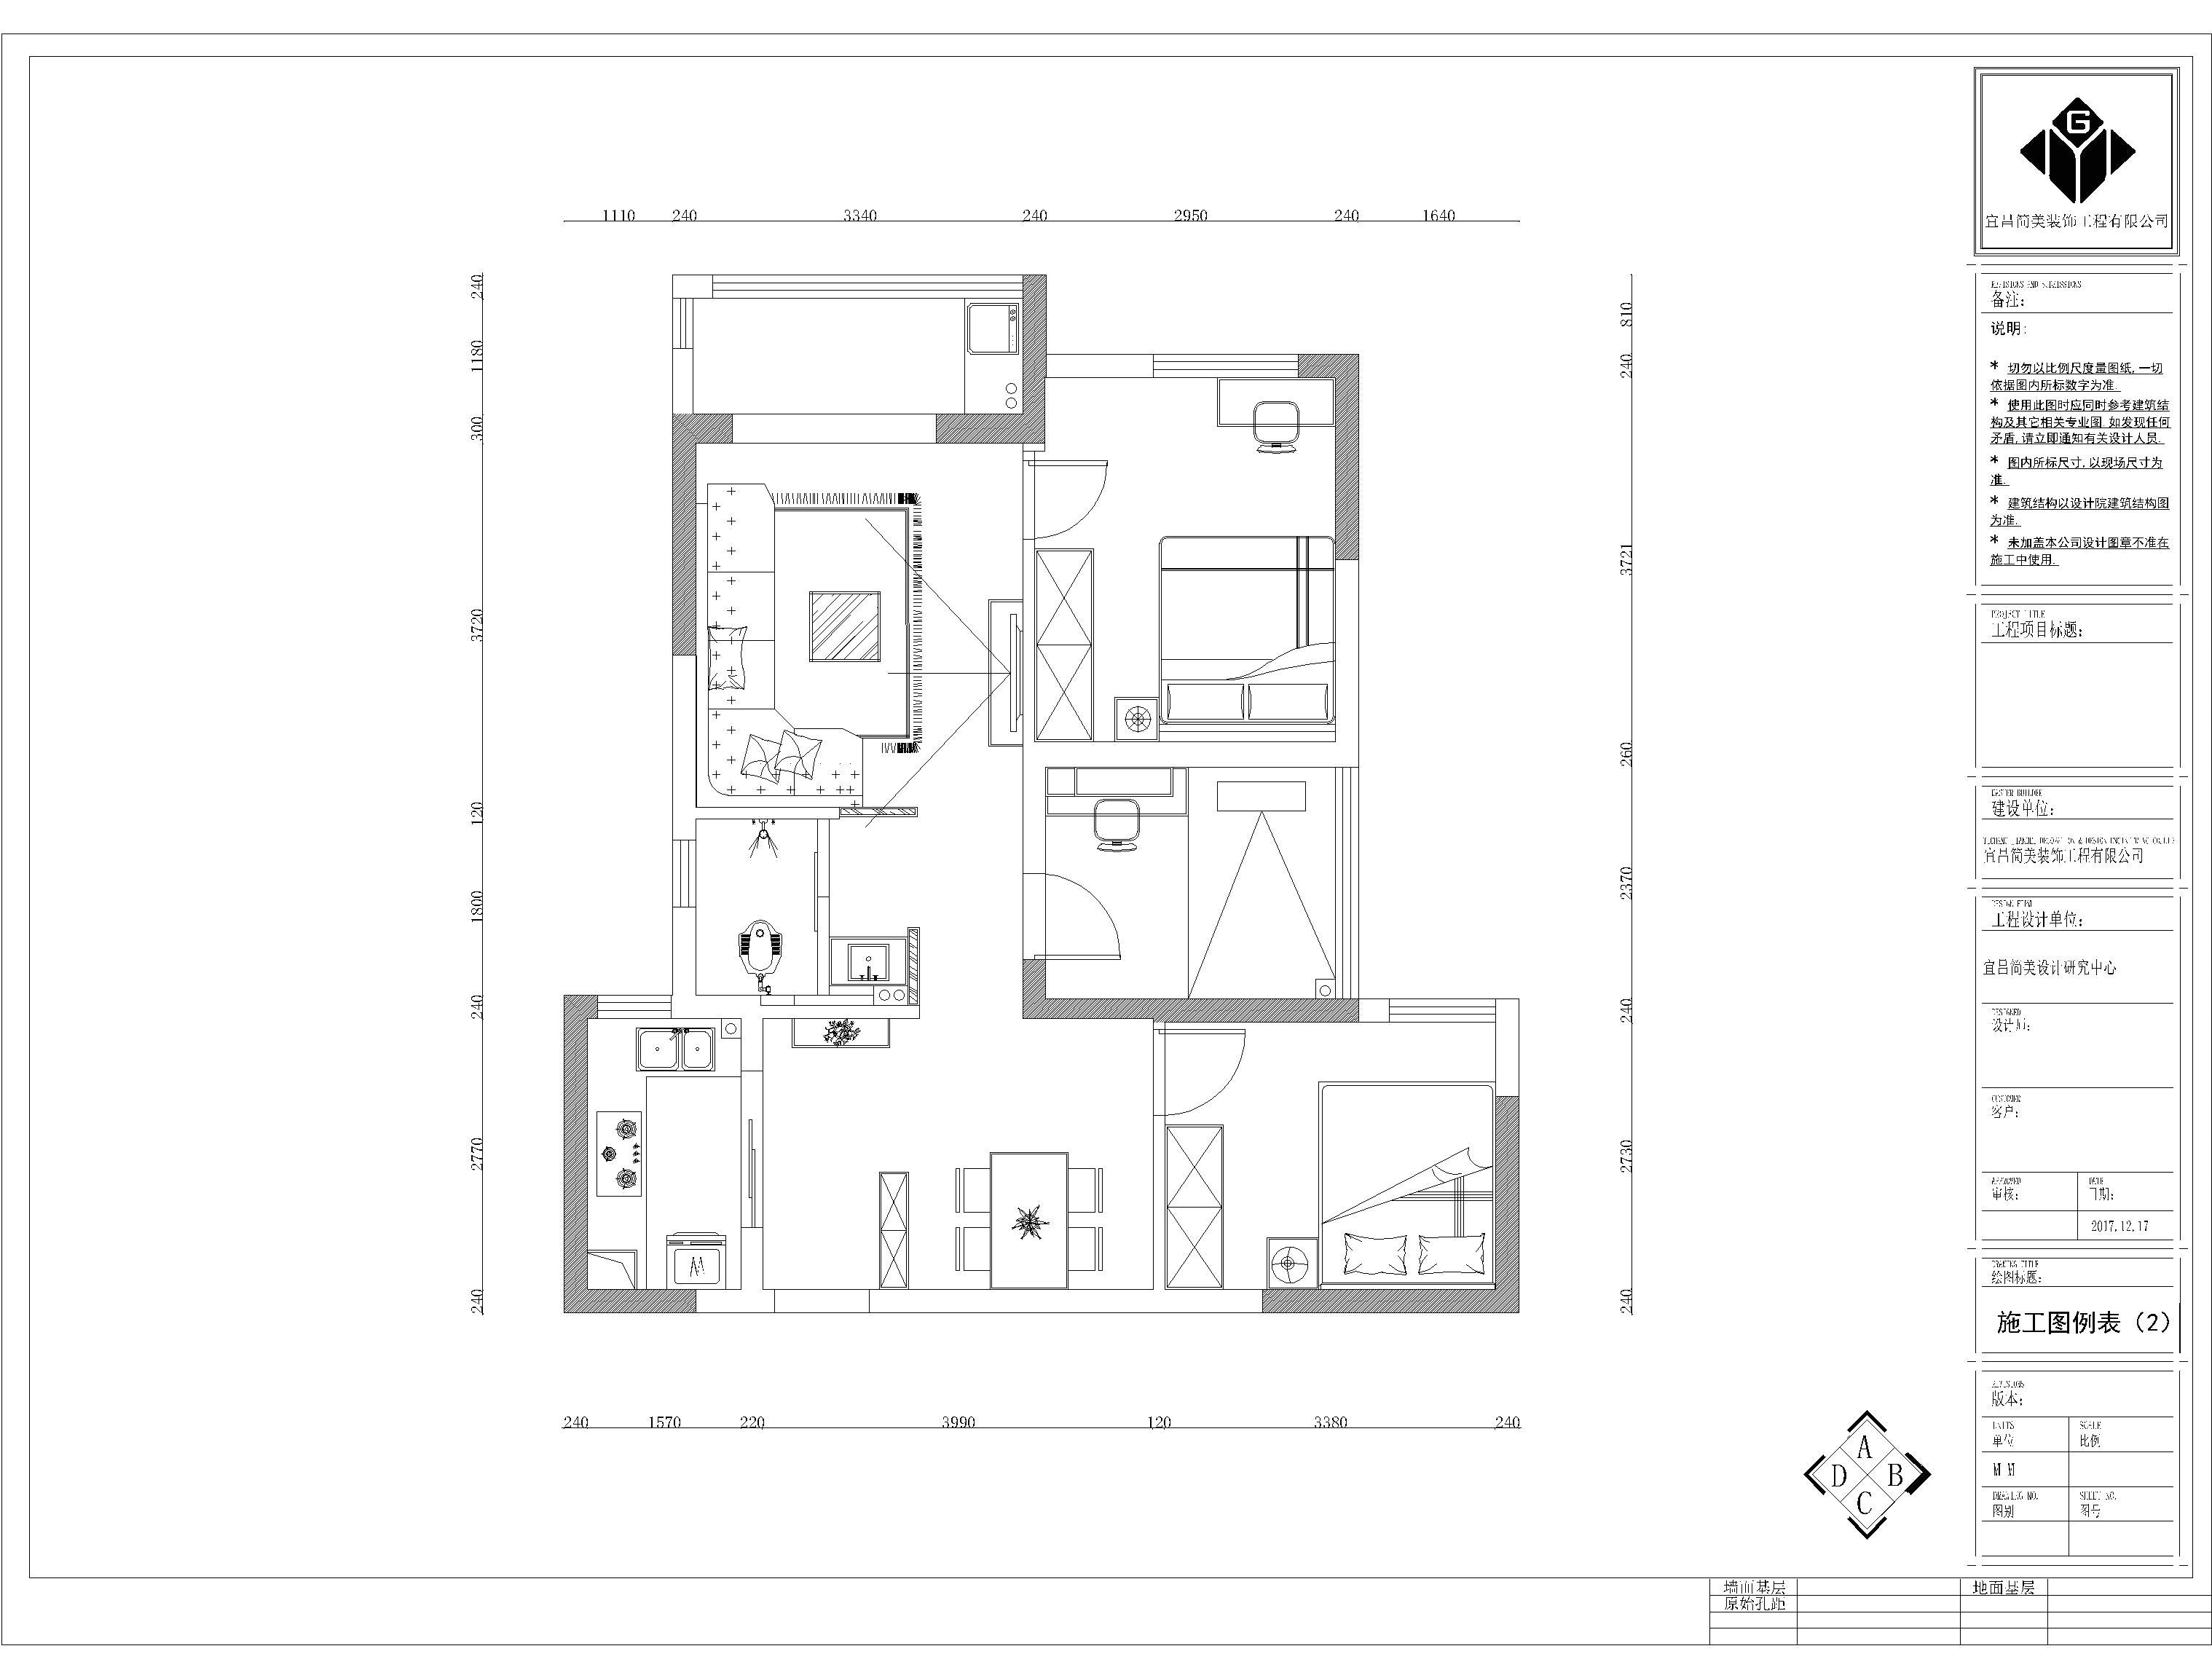 G
宜昌简美装饰工程有限公司
1110 240 3340 240 2950 240 1640
240
1180
300
3720
120
1800
240
2770
240
810
240
3721
260
2370
240
2730
240
240 1570 220 3990 120 3380 240
A
D B
C
备注:
说明:
* 切勿以比例尺度量图纸,一切
依据图内所标数字为准.
* 使用此图时应同时参考建筑结
构及其它相关专业图.如发现任何
矛盾,请立即通知有关设计人员.
* 图内所标尺寸,以现场尺寸为
准.
* 建筑结构以设计院建筑结构图
为准.
* 未加盖本公司设计图章不准在
施工中使用.
PROJECT TITLE
工程项目标题:
建设单位:
宜昌简美装饰工程有限公司
工程设计单位:
宜昌简美设计研究中心
DESIGNED
设计师:
CUSTOMER
客户:
APPROVED DATE
审核: 日期:
2017.12.17
DRAWING TITLE
绘图标题:
施工图例表 (2)
版本:
UNITS SCALE
单位 比例
M M
DRAWING NO. SHEET NO.
图别 图号
墙面基层 地面基层
原始孔距